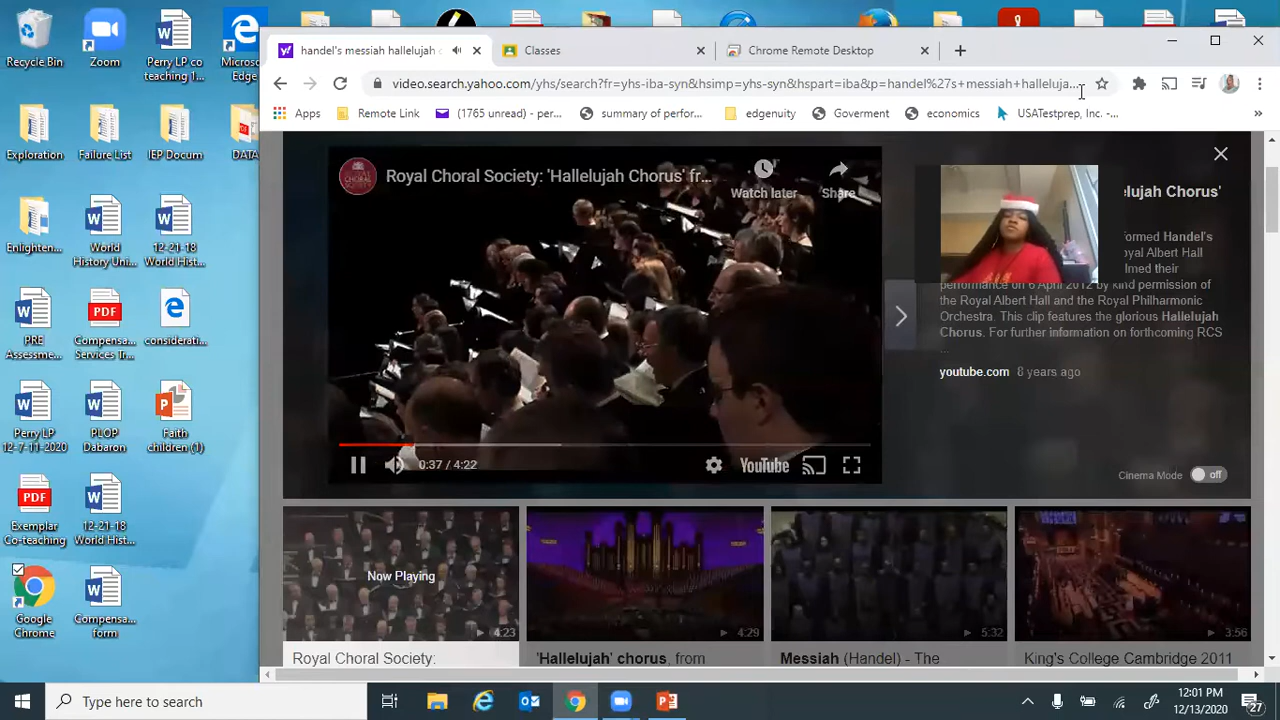 handel's messiah hallelujah
Classes
Chrome Remote Desktop
video.search.yahoo.com/yhs/search?fr=yhs-iba-syn&hsimp=yhs-syn&hspart=iba&p=handel%27s+messiah+halleluja...
Apps
Remote Link
(1765 unread) - per...
summary of perfor...
edgenuity
Goverment
economics
USATestprep, Inc. -...
Recycle Bin
Zoom
Perry LP co teaching 1...
Microsoft Edge
Exploration
Failure List
IEP Docum
DATA
Enlighten...
World History Uni...
12-21-18 World Hist...
PRE Assessme...
Compensa... Services Tr...
considerati...
Perry LP 12-7-11-2020
PLOP Dabaron
Faith children (1)
Exemplar Co-teaching
12-21-18 World Hist...
Google Chrome
Compensa... form
Royal Choral Society: 'Hallelujah Chorus' fr...
Watch later
Share
0:37 / 4:22
YouTube
elujah Chorus'
formed Handel's
oyal Albert Hall
lmed their
performance on 6 April 2012 by kind permission of
the Royal Albert Hall and the Royal Philharmonic
Orchestra. This clip features the glorious Hallelujah
Chorus. For further information on forthcoming RCS
...
youtube.com 8 years ago
Cinema Mode off
Now Playing
4:23
4:29
5:32
3:56
Royal Choral Society:
'Hallelujah' chorus, from
Messiah (Handel) - The
King's College Cambridge 2011
Type here to search
12:01 PM
12/13/2020
27